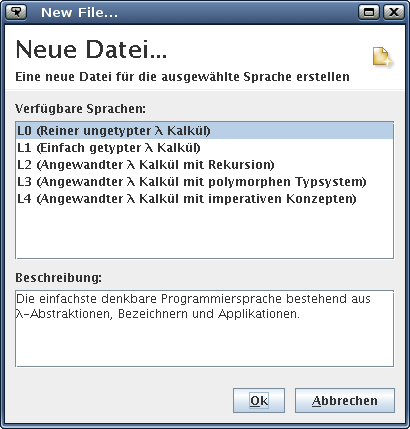 New File...
Neue Datei...
Eine neue Datei für die ausgewählte Sprache erstellen
Verfügbare Sprachen:
L0 (Reiner ungetypter λ Kalkül)
L1 (Einfach getypter λ Kalkül)
L2 (Angewandter λ Kalkül mit Rekursion)
L3 (Angewandter λ Kalkül mit polymorphen Typsystem)
L4 (Angewandter λ Kalkül mit imperativen Konzepten)
Beschreibung:
Die einfachste denkbare Programmiersprache bestehend aus
λ-Abstraktionen, Bezeichnern und Applikationen.
Ok Abbrechen